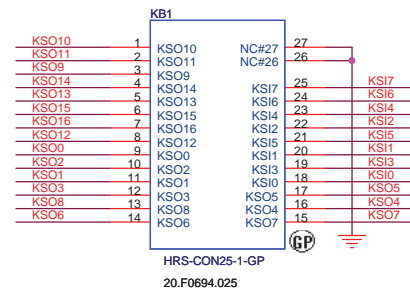 KB1
KSO10 1 KSO10 NC#27 27
KSO11 2 KSO11 NC#26 26
KSO9 3 KSO9
KSO14 4 KSO14 KSI7 25 KSI7
KSO13 5 KSO13 KSI6 24 KSI6
KSO15 6 KSO15 KSI4 23 KSI4
KSO16 7 KSO16 KSI2 22 KSI2
KSO12 8 KSO12 KSI5 21 KSI5
KSO0 9 KSO0 KSI1 20 KSI1
KSO2 10 KSO2 KSI3 19 KSI3
KSO1 11 KSO1 KSI0 18 KSI0
KSO3 12 KSO3 KSO5 17 KSO5
KSO8 13 KSO8 KSO4 16 KSO4
KSO6 14 KSO6 KSO7 15 KSO7
GP
HRS-CON25-1-GP
20.F0694.025